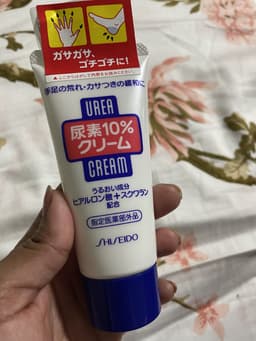 ガサガサ、
ゴチゴチに!
手足の荒れ・カサつきの緩和に
UREA
尿素10%
クリーム
CREAM
うるおい成分
ヒアルロン酸+スクワラン
配合
指定医薬部外品
SHISEIDO